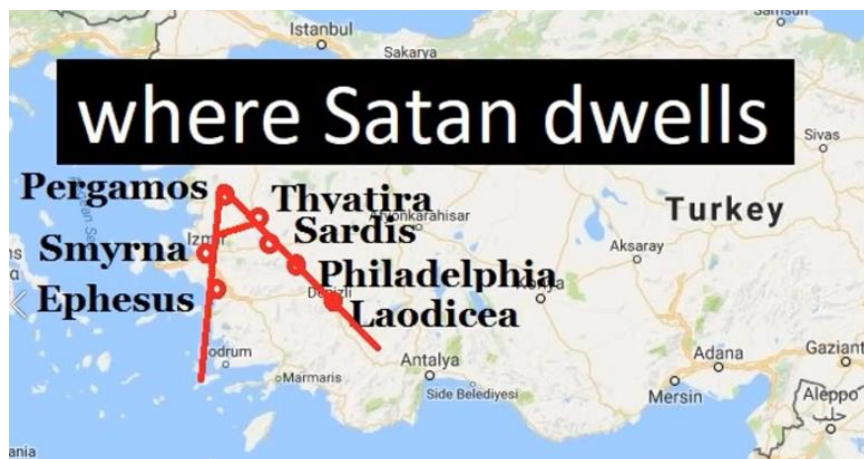 Istanbul
Samsun
Sakarya
where Satan dwells
Sivas
Pergamos
Thyatira
Turkey
Izmir
Sardis
Smyrna
Aksaray
Philadelphia
Ephesus
Denizli
Konya
Laodicea
Bodrum
Antalya
Adana
Gaziant
Marmaris
Side Belediyesi
Mersin
Aleppo
حلب
ania